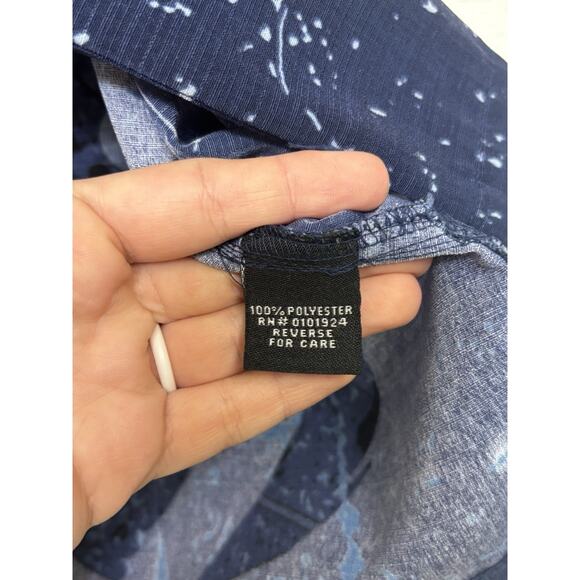 100% POLYESTER
RN# 0101924
REVERSE
FOR CARE